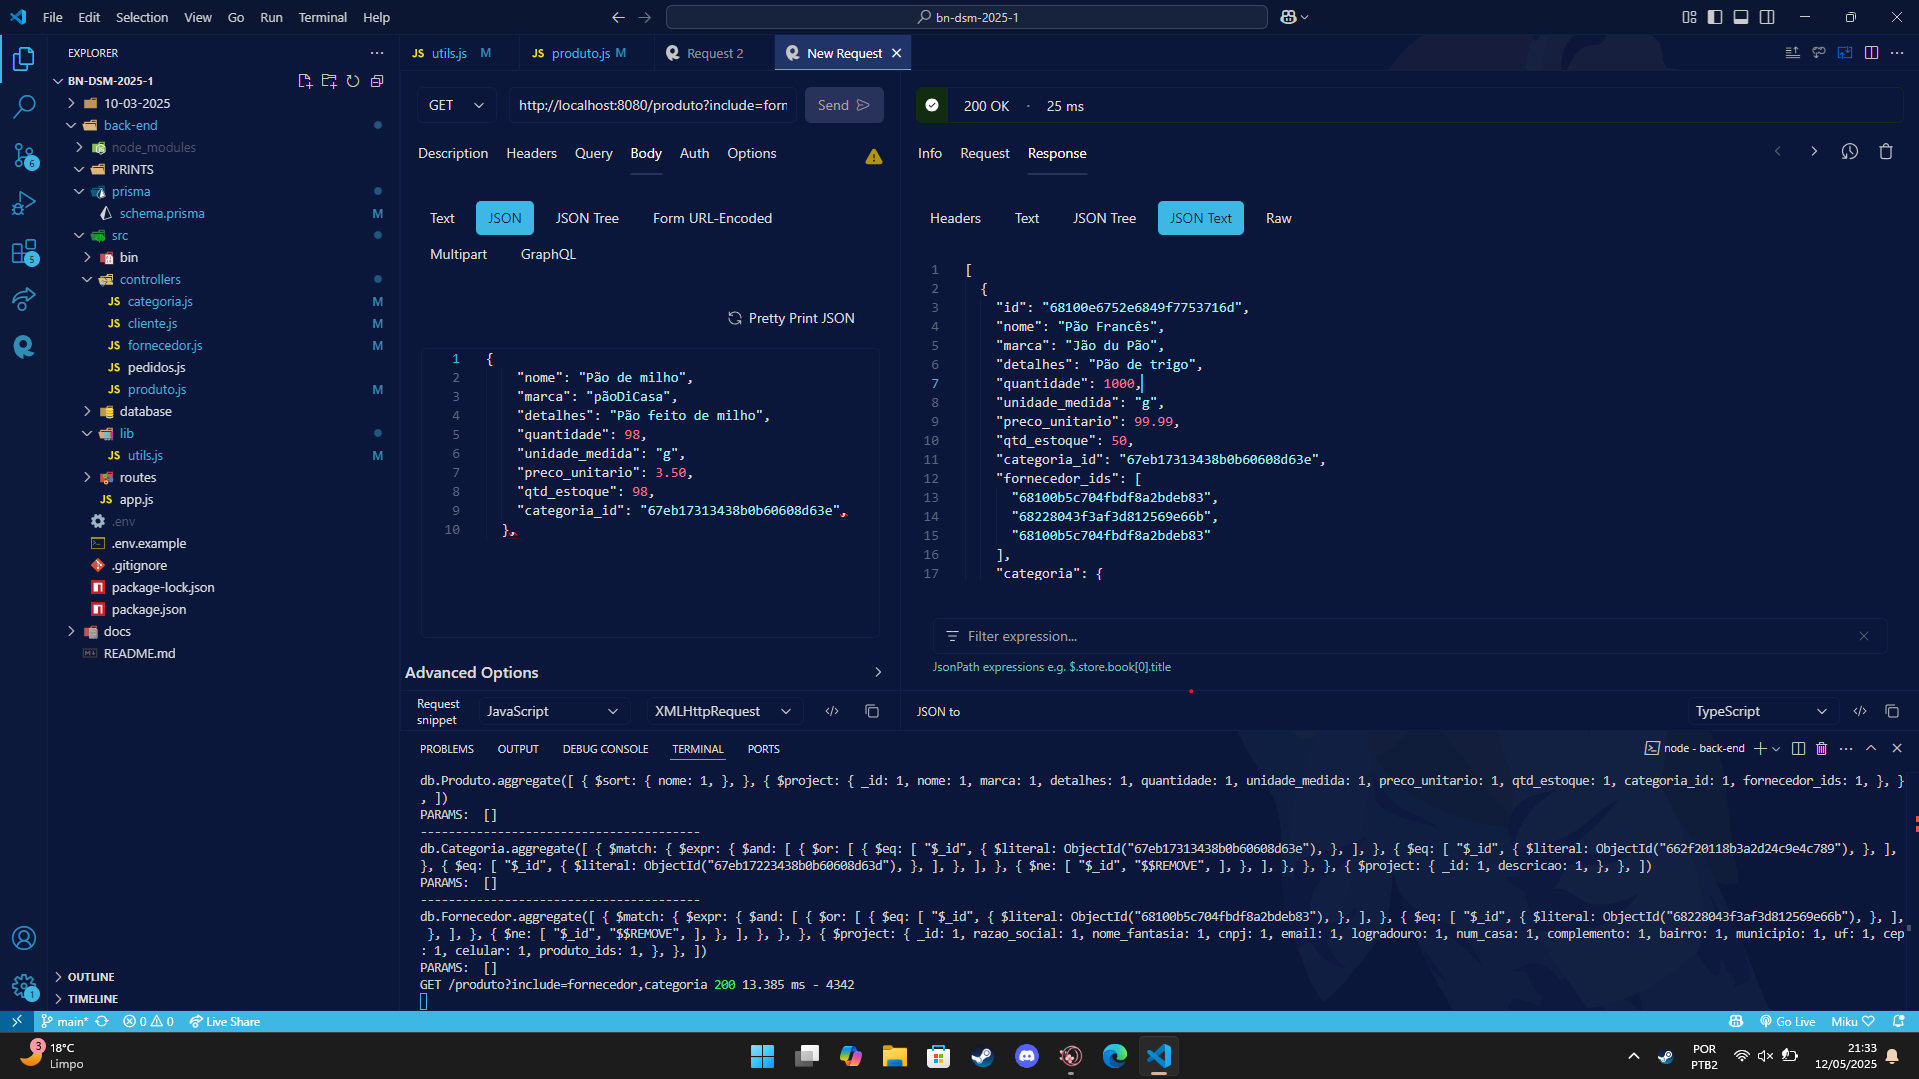 File Edit Selection View Go Run Terminal Help
bn-dsm-2025-1
EXPLORER
BN-DSM-2025-1
10-03-2025
back-end
node_modules
PRINTS
prisma
schema.prisma M
src
bin
controllers
categoria.js M
cliente.js M
fornecedor.js M
pedidos.js
produto.js M
database
lib
utils.js M
routes
app.js
.env
.env.example
.gitignore
package-lock.json
package.json
docs
README.md
OUTLINE
TIMELINE
6
5
1
JS utils.js M
JS produto.js M
Request 2
New Request
GET
http://localhost:8080/produto?include=forn
Send
Description Headers Query Body Auth Options
Text JSON JSON Tree Form URL-Encoded
Multipart GraphQL
Pretty Print JSON
1 {
2 "nome": "Pão de milho",
3 "marca": "pãoDiCasa",
4 "detalhes": "Pão feito de milho",
5 "quantidade": 98,
6 "unidade_medida": "g",
7 "preco_unitario": 3.50,
8 "qtd_estoque": 98,
9 "categoria_id": "67eb17313438b0b60608d63e",
10 },
Advanced Options
Request snippet
JavaScript
XMLHttpRequest
200 OK · 25 ms
Info Request Response
Headers Text JSON Tree JSON Text Raw
1 [
2 {
3 "id": "68100e6752e6849f7753716d",
4 "nome": "Pão Francês",
5 "marca": "Jão du Pão",
6 "detalhes": "Pão de trigo",
7 "quantidade": 1000,
8 "unidade_medida": "g",
9 "preco_unitario": 99.99,
10 "qtd_estoque": 50,
11 "categoria_id": "67eb17313438b0b60608d63e",
12 "fornecedor_ids": [
13 "68100b5c704fbdf8a2bdeb83",
14 "68228043f3af3d812569e66b",
15 "68100b5c704fbdf8a2bdeb83"
16 ],
17 "categoria": {
Filter expression...
JsonPath expressions e.g. $.store.book[0].title
JSON to
TypeScript
PROBLEMS OUTPUT DEBUG CONSOLE TERMINAL PORTS
node - back-end
db.Produto.aggregate([ { $sort: { nome: 1, }, }, { $project: { _id: 1, nome: 1, marca: 1, detalhes: 1, quantidade: 1, unidade_medida: 1, preco_unitario: 1, qtd_estoque: 1, categoria_id: 1, fornecedor_ids: 1, }, }
, ])
PARAMS: []
----------------------------------------
db.Categoria.aggregate([ { $match: { $expr: { $and: [ { $or: [ { $eq: [ "$_id", { $literal: ObjectId("67eb17313438b0b60608d63e"), }, ], }, { $eq: [ "$_id", { $literal: ObjectId("662f20118b3a2d24c9e4c789"), }, ],
}, { $eq: [ "$_id", { $literal: ObjectId("67eb17223438b0b60608d63d"), }, ], }, ], }, { $ne: [ "$_id", "$$REMOVE", ], }, ], }, }, }, { $project: { _id: 1, descricao: 1, }, }, ])
PARAMS: []
----------------------------------------
db.Fornecedor.aggregate([ { $match: { $expr: { $and: [ { $or: [ { $eq: [ "$_id", { $literal: ObjectId("68100b5c704fbdf8a2bdeb83"), }, ], }, { $eq: [ "$_id", { $literal: ObjectId("68228043f3af3d812569e66b"), }, ],
}, ], }, { $ne: [ "$_id", "$$REMOVE", ], }, ], }, }, }, { $project: { _id: 1, razao_social: 1, nome_fantasia: 1, cnpj: 1, email: 1, logradouro: 1, num_casa: 1, complemento: 1, bairro: 1, municipio: 1, uf: 1, cep
: 1, celular: 1, produto_ids: 1, }, }, ])
PARAMS: []
GET /produto?include=fornecedor,categoria 200 13.385 ms - 4342
main* 0 0 Live Share
Go Live Miku
3
18°C
Limpo
POR
PTB2
21:33
12/05/2025